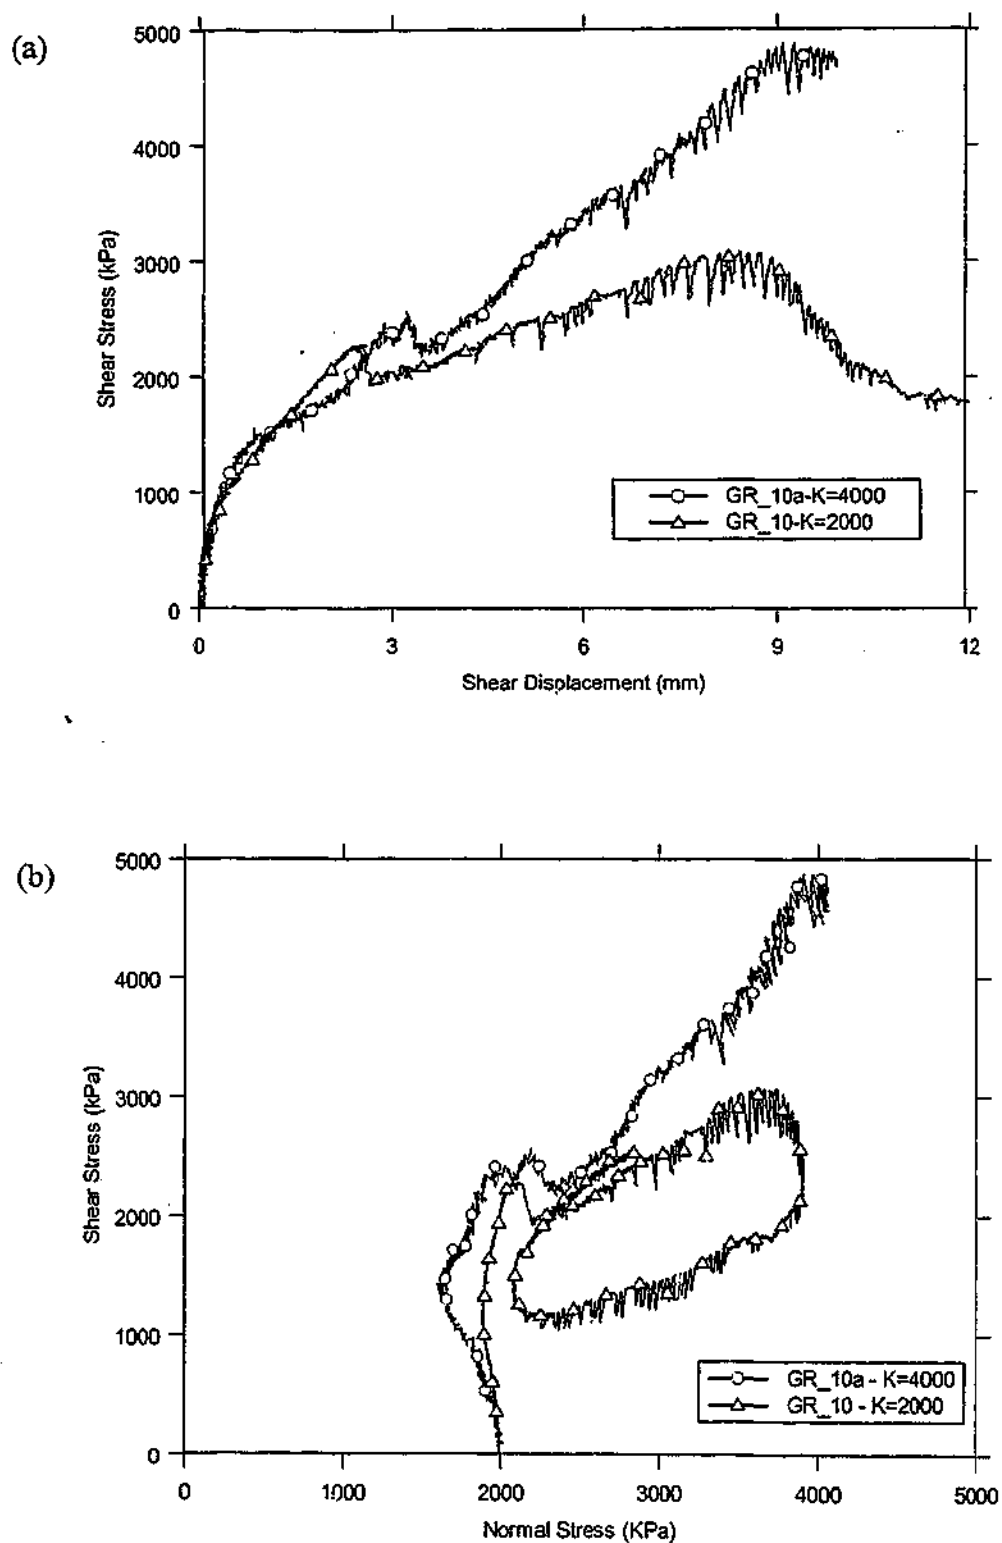 (a)
5000
4000
3000
2000
1000
0
Shear Stress (kPa)
GR_10a-K=4000
GR_10-K=2000
0 3 6 9 12
Shear Displacement (mm)
(b)
5000
4000
3000
2000
1000
0
Shear Stress (kPa)
GR_10a - K=4000
GR_10 - K=2000
0 1000 2000 3000 4000 5000
Normal Stress (KPa)